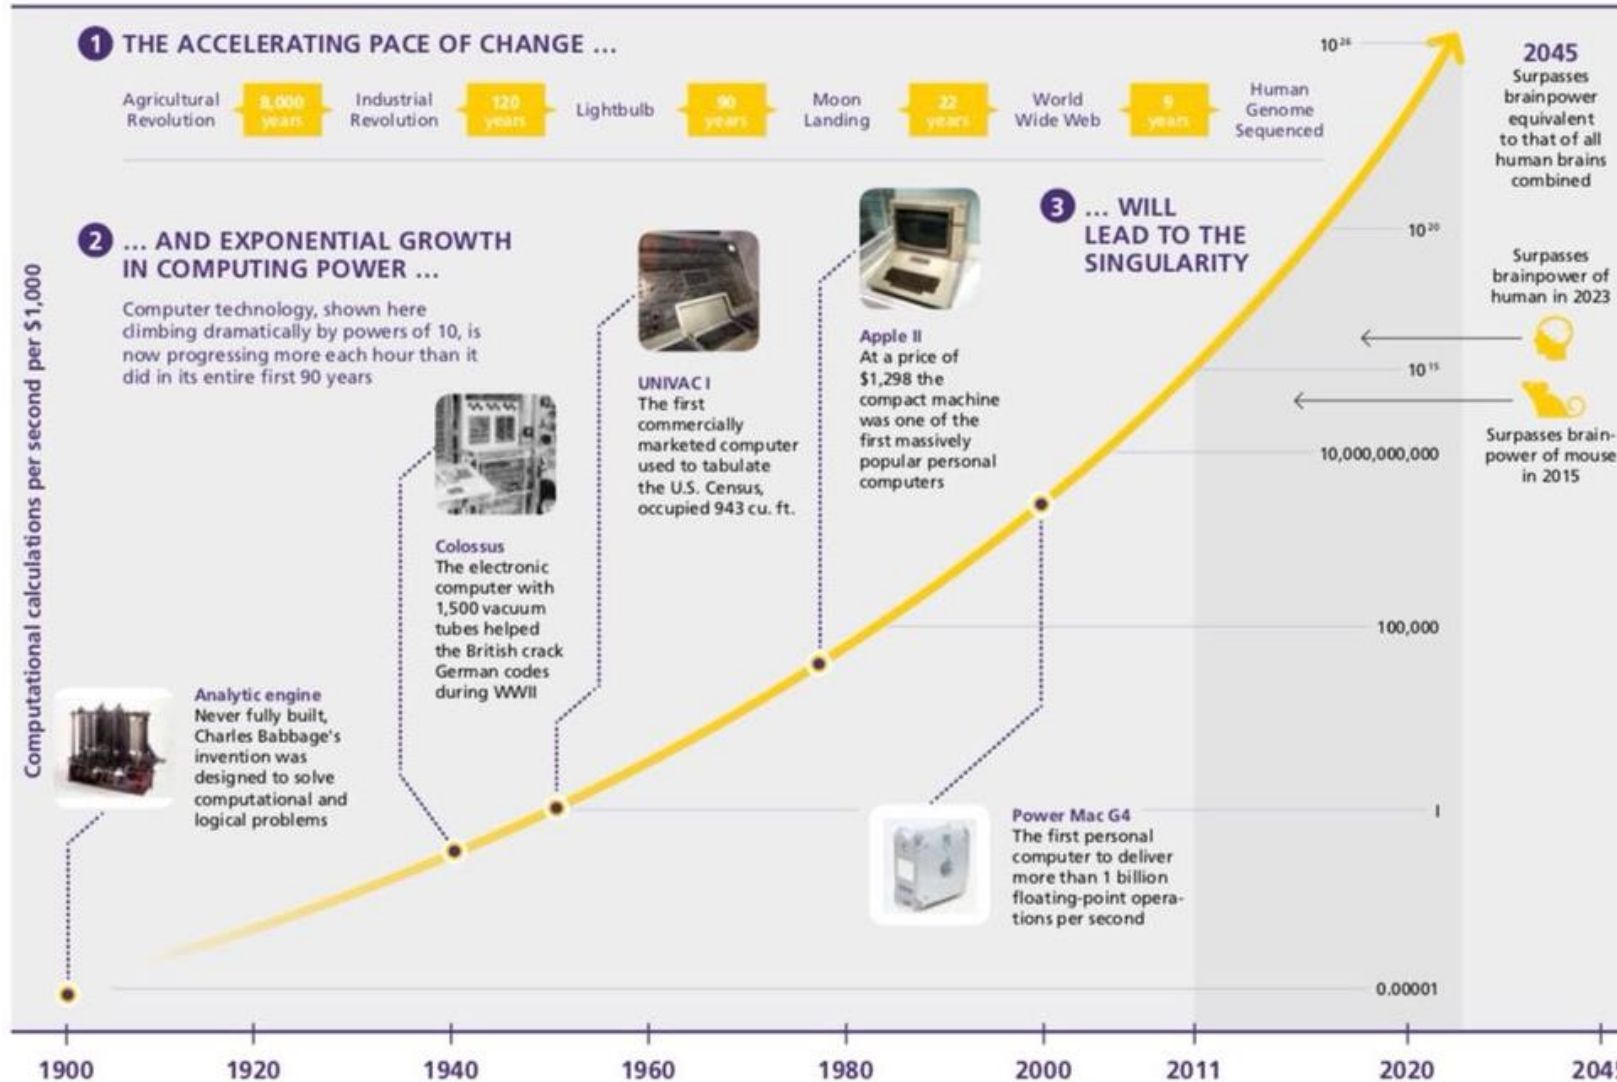 1 THE ACCELERATING PACE OF CHANGE ...
Agricultural
Revolution
8,000
years
Industrial
Revolution
120
years
Lightbulb
90
years
Moon
Landing
22
years
World
Wide Web
9
years
Human
Genome
Sequenced
2 ... AND EXPONENTIAL GROWTH
IN COMPUTING POWER ...
Computer technology, shown here
climbing dramatically by powers of 10, is
now progressing more each hour than it
did in its entire first 90 years
3 ... WILL
LEAD TO THE
SINGULARITY
Computational calculations per second per $1,000
Analytic engine
Never fully built,
Charles Babbage's
invention was
designed to solve
computational and
logical problems
Colossus
The electronic
computer with
1,500 vacuum
tubes helped
the British crack
German codes
during WWII
UNIVAC I
The first
commercially
marketed computer
used to tabulate
the U.S. Census,
occupied 943 cu. ft.
Apple II
At a price of
$1,298 the
compact machine
was one of the
first massively
popular personal
computers
Power Mac G4
The first personal
computer to deliver
more than 1 billion
floating-point opera-
tions per second
10²⁶
10²⁰
10¹⁵
10,000,000,000
100,000
1
0.00001
2045
Surpasses
brainpower
equivalent
to that of all
human brains
combined
Surpasses
brainpower of
human in 2023
Surpasses brain-
power of mouse
in 2015
1900
1920
1940
1960
1980
2000
2011
2020